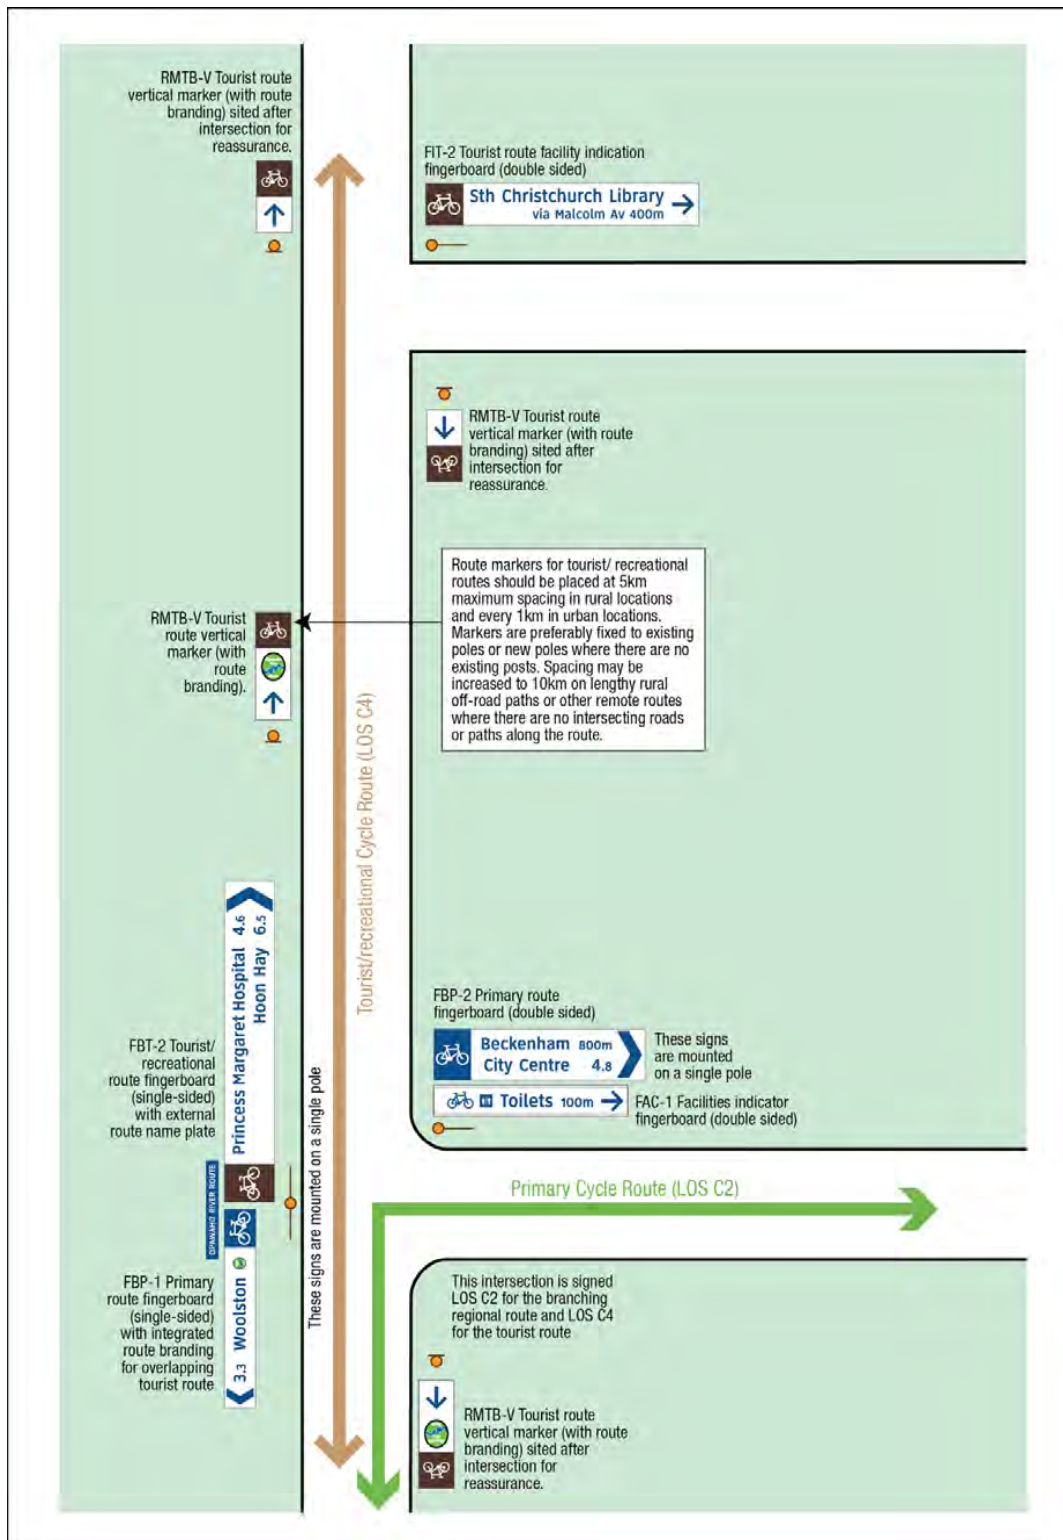 RMTB-V Tourist route
vertical marker (with route
branding) sited after
intersection for
reassurance.
FIT-2 Tourist route facility indication
fingerboard (double sided)
Sth Christchurch Library
via Malcolm Av 400m
RMTB-V Tourist route
vertical marker (with route
branding) sited after
intersection for
reassurance.
Route markers for tourist/ recreational
routes should be placed at 5km
maximum spacing in rural locations
and every 1km in urban locations.
Markers are preferably fixed to existing
poles or new poles where there are no
existing posts. Spacing may be
increased to 10km on lengthy rural
off-road paths or other remote routes
where there are no intersecting roads
or paths along the route.
RMTB-V Tourist
route vertical
marker (with
route
branding).
Tourist/recreational Cycle Route (LOS C4)
Princess Margaret Hospital 4.6
Hoon Hay 6.5
FBT-2 Tourist/
recreational
route fingerboard
(single-sided)
with external
route name plate
OPAWAHO RIVER ROUTE
These signs are mounted on a single pole
FBP-2 Primary route
fingerboard (double sided)
Beckenham 800m
City Centre 4.8
These signs
are mounted
on a single pole
Toilets 100m
FAC-1 Facilities indicator
fingerboard (double sided)
Primary Cycle Route (LOS C2)
FBP-1 Primary
route fingerboard
(single-sided)
with integrated
route branding
for overlapping
tourist route
3.3 Woolston
This intersection is signed
LOS C2 for the branching
regional route and LOS C4
for the tourist route
RMTB-V Tourist route
vertical marker (with route
branding) sited after
intersection for
reassurance.